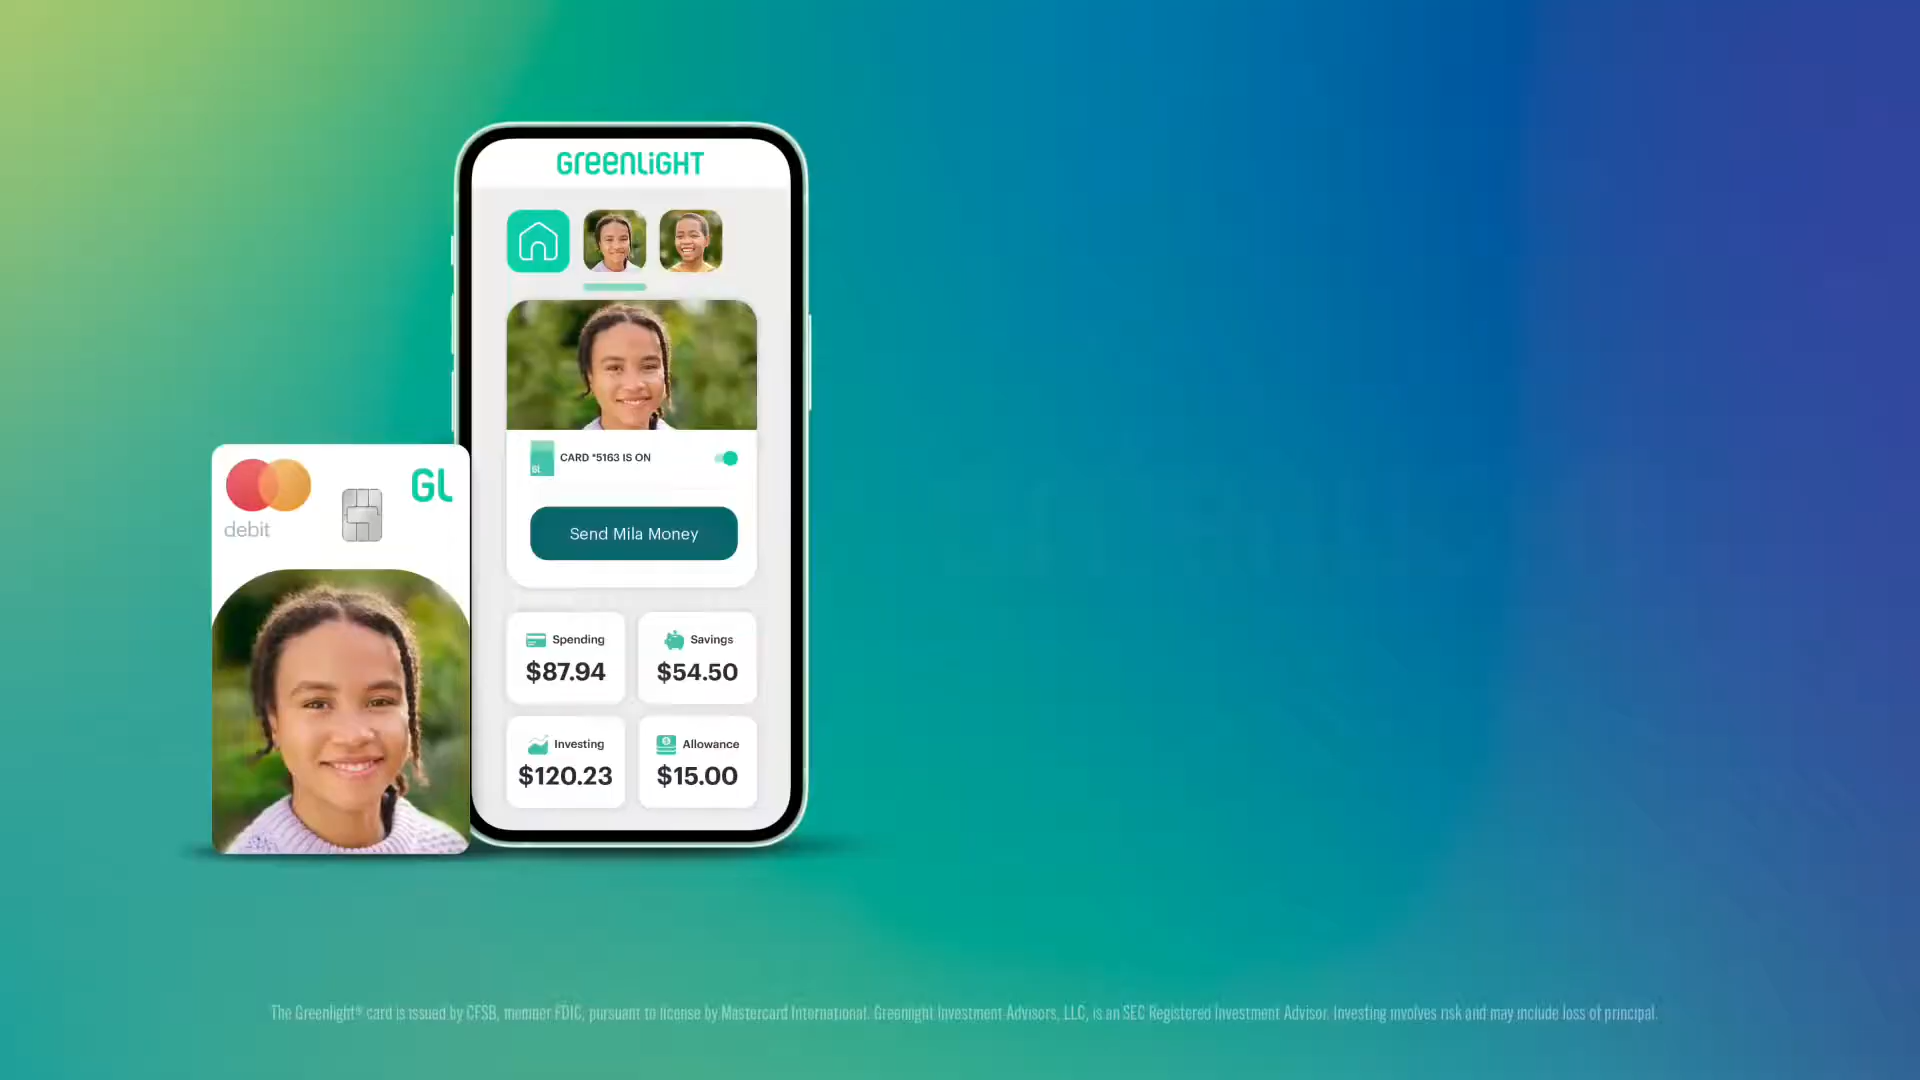 GREENLIGHT
CARD *5163 IS ON
GL
Send Mila Money
Spending
$87.94
Savings
$54.50
Investing
$120.23
Allowance
$15.00
debit
GL
The Greenlight® card is issued by CFSB, member FDIC, pursuant to license by Mastercard International. Greenlight Investment Advisors, LLC, is an SEC Registered Investment Advisor. Investing involves risk and may include loss of principal.